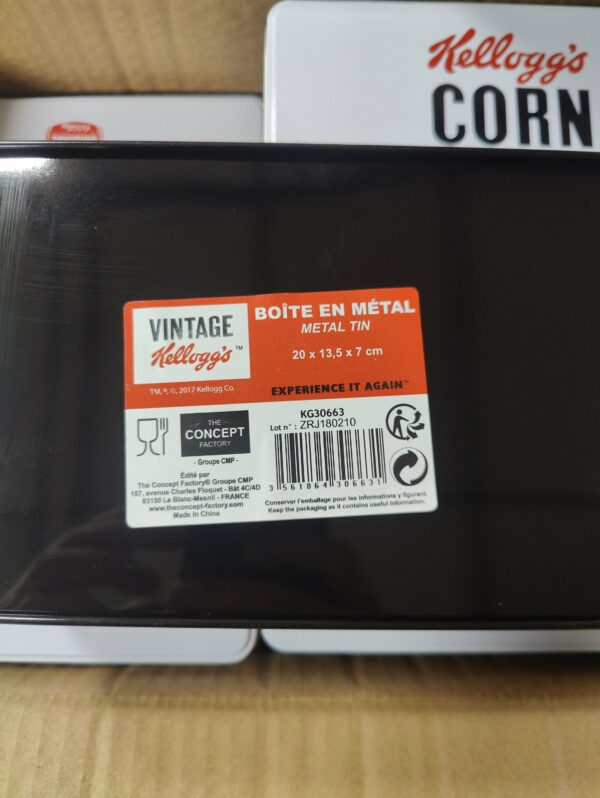 Kellogg's
CORN
VINTAGE
Kellogg's™
TM, ®, ©, 2017 Kellogg Co.
BOÎTE EN MÉTAL
METAL TIN
20 x 13,5 x 7 cm
EXPERIENCE IT AGAIN™
THE
CONCEPT
FACTORY
- Groupe CMP -
Édité par
The Concept Factory® Groupe CMP
157, avenue Charles Floquet - Bât 4C/4D
93150 Le Blanc-Mesnil - FRANCE
www.theconcept-factory.com
Made in China
KG30663
Lot n° : ZRJ180210
3 561864 306631
Conserver l'emballage pour les informations y figurant.
Keep the packaging as it contains useful information.